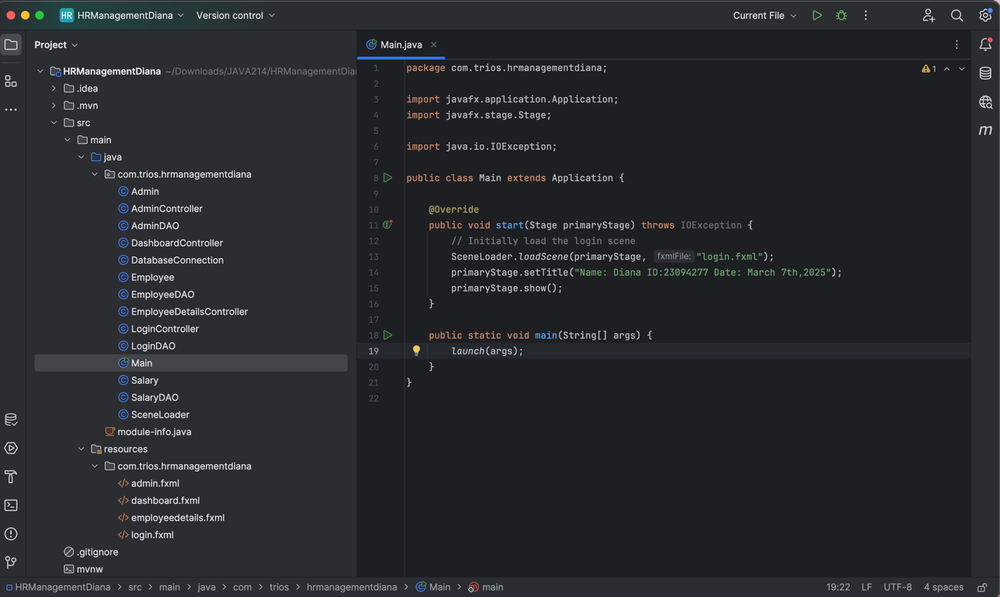 HR HRManagementDiana Version control Current File
Project
Main.java
HRManagementDiana ~/Downloads/JAVA214/HRManagementDia
.idea
.mvn
src
main
java
com.trios.hrmanagementdiana
Admin
AdminController
AdminDAO
DashboardController
DatabaseConnection
Employee
EmployeeDAO
EmployeeDetailsController
LoginController
LoginDAO
Main
Salary
SalaryDAO
SceneLoader
module-info.java
resources
com.trios.hrmanagementdiana
</> admin.fxml
</> dashboard.fxml
</> employeedetails.fxml
</> login.fxml
.gitignore
mvnw
1 package com.trios.hrmanagementdiana;
1
2
3 import javafx.application.Application;
4 import javafx.stage.Stage;
5
6 import java.io.IOException;
7
8 public class Main extends Application {
9
10 @Override
11 public void start(Stage primaryStage) throws IOException {
12 // Initially load the login scene
13 SceneLoader.loadScene(primaryStage, fxmlFile: "login.fxml");
14 primaryStage.setTitle("Name: Diana ID:23094277 Date: March 7th,2025");
15 primaryStage.show();
16 }
17
18 public static void main(String[] args) {
19 launch(args);
20 }
21 }
22
m
HRManagementDiana > src > main > java > com > trios > hrmanagementdiana > Main > main 19:22 LF UTF-8 4 spaces